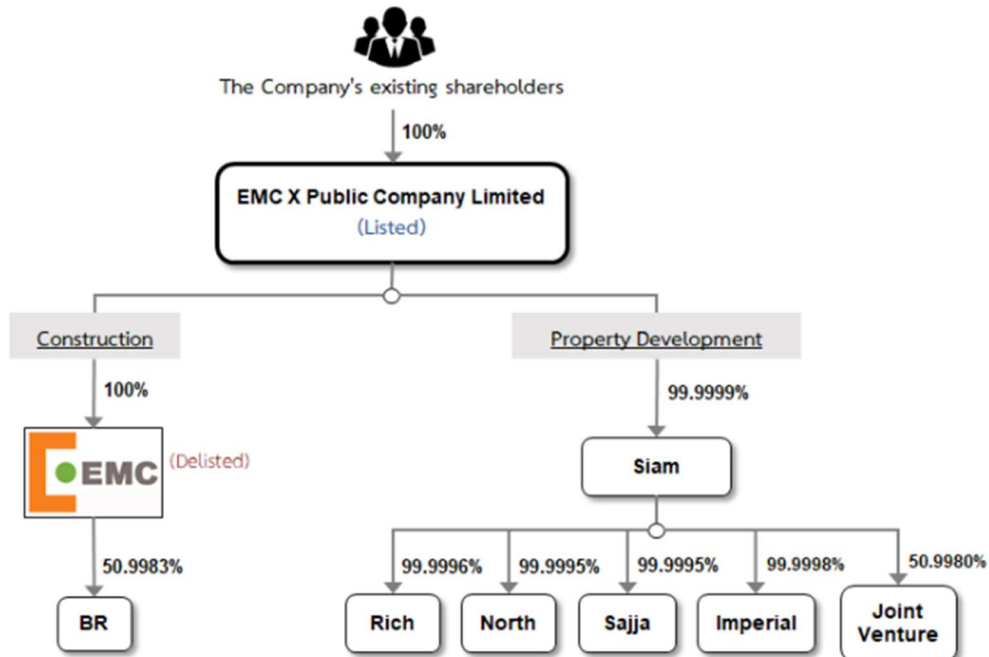 The Company's existing shareholders
100%
EMC X Public Company Limited
(Listed)
Construction
Property Development
100%
99.9999%
EMC
(Delisted)
Siam
50.9983%
99.9996%
99.9995%
99.9995%
99.9998%
50.9980%
BR
Rich
North
Sajja
Imperial
Joint
Venture